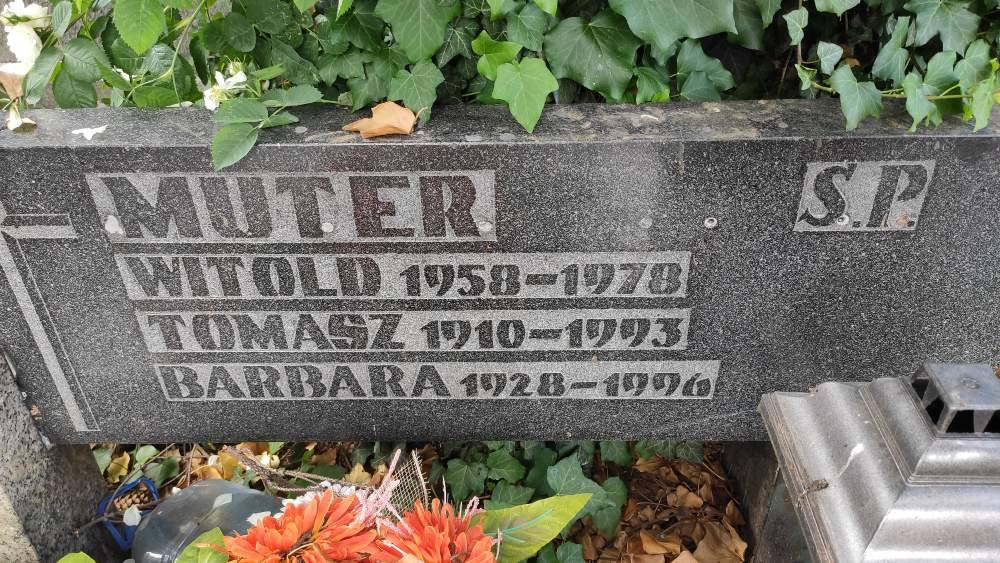 MUTER Ś.P.
WITOLD 1958-1978
TOMASZ 1910-1993
BARBARA 1928-1996